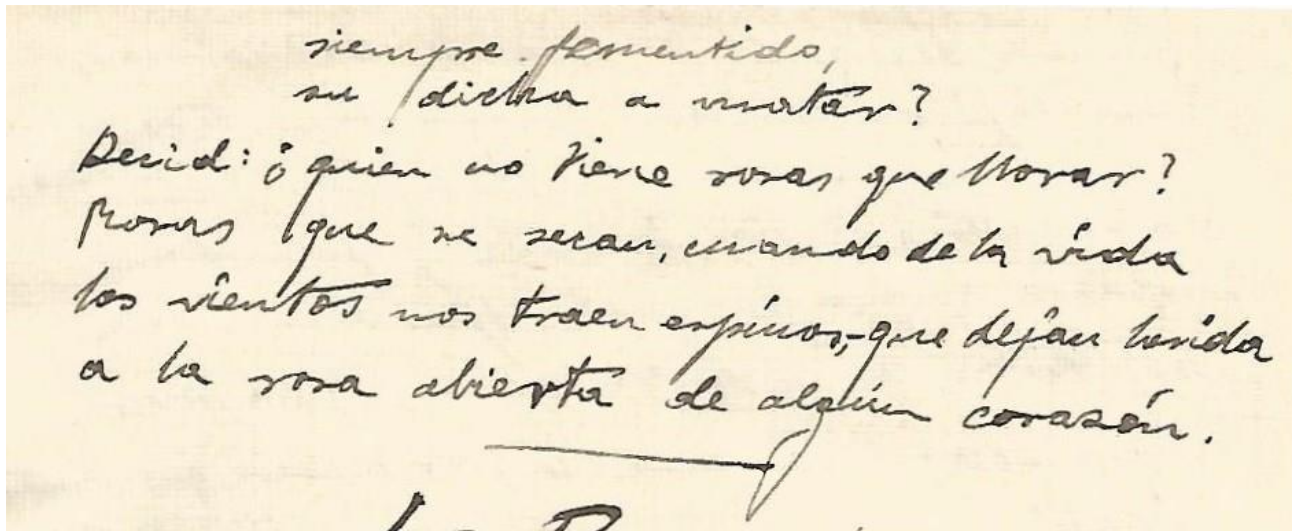 siempre fementido,
su dicha a matar?
Decid: ¿quien no tiene rosas que llorar?
Rosas que se secan, cuando de la vida
los vientos nos traen espinos,-que dejan herida
a la rosa abierta de algún corazón.